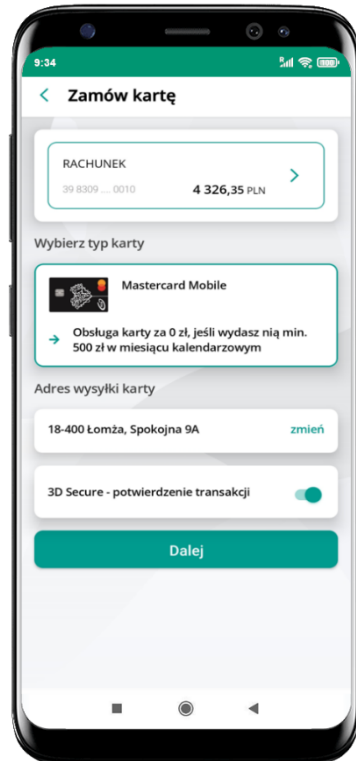 9:34
Zamów kartę
RACHUNEK
39 8309 ... 0010 4 326,35 PLN
Wybierz typ karty
Mastercard Mobile
Obsługa karty za 0 zł, jeśli wydasz nią min.
500 zł w miesiącu kalendarzowym
Adres wysyłki karty
18-400 Łomża, Spokojna 9A zmień
3D Secure - potwierdzenie transakcji
Dalej